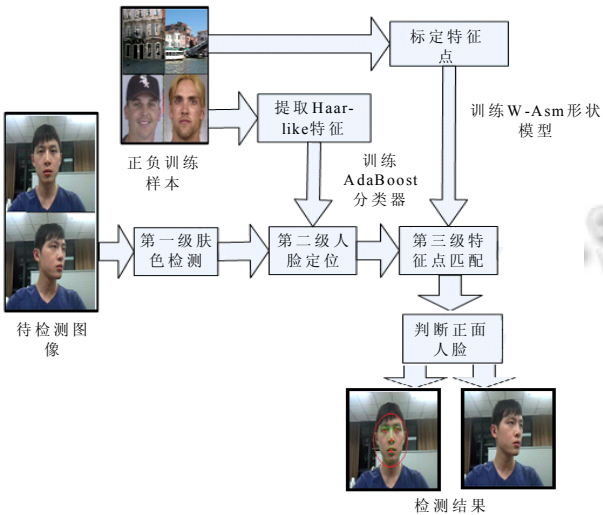 标定特征
点
提取Haar-
like特征
训练W-Asm形状
模型
正负训练
样本
训练
AdaBoost
分类器
第一级肤
色检测
第二级人
脸定位
第三级特
征点匹配
待检测图
像
判断正面
人脸
检测结果